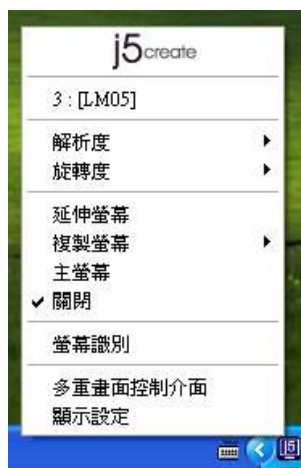 j5create
3 : [LM05]
解析度
旋轉度
延伸螢幕
複製螢幕
主螢幕
關閉
螢幕識別
多重畫面控制介面
顯示設定
j5